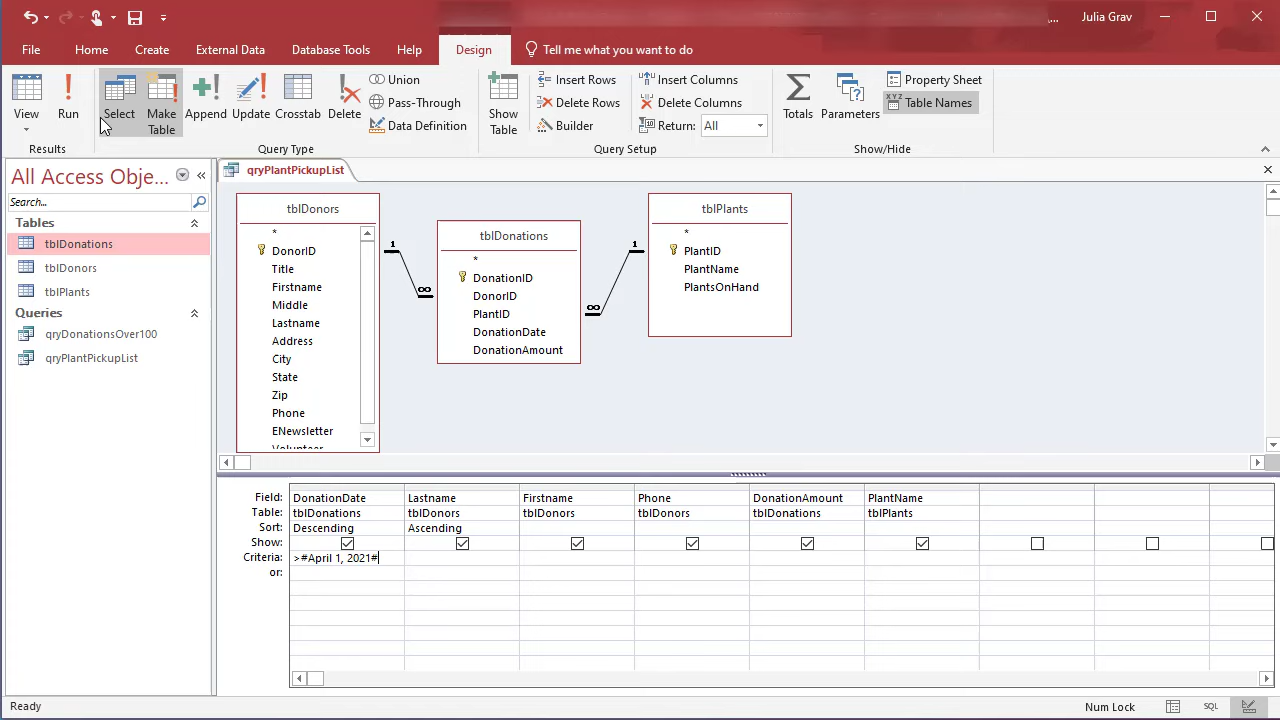 ... Julia Grav
File Home Create External Data Database Tools Help Design Tell me what you want to do
View Run Select Make Table Append Update Crosstab Delete
Union
Pass-Through
Data Definition
Show Table
Insert Rows
Delete Rows
Builder
Insert Columns
Delete Columns
Return: All
Totals Parameters
Property Sheet
XYZ Table Names
Results Query Type Query Setup Show/Hide
All Access Obje...
Search...
Tables
tblDonations
tblDonors
tblPlants
Queries
qryDonationsOver100
qryPlantPickupList
qryPlantPickupList
tblDonors
*
DonorID
Title
Firstname
Middle
Lastname
Address
City
State
Zip
Phone
ENewsletter
Volunteer
1
∞
tblDonations
*
DonationID
DonorID
PlantID
DonationDate
DonationAmount
1
∞
tblPlants
*
PlantID
PlantName
PlantsOnHand
Field: DonationDate Lastname Firstname Phone DonationAmount PlantName
Table: tblDonations tblDonors tblDonors tblDonors tblDonations tblPlants
Sort: Descending Ascending
Show:
Criteria: >#April 1, 2021#
or:
Ready Num Lock SQL